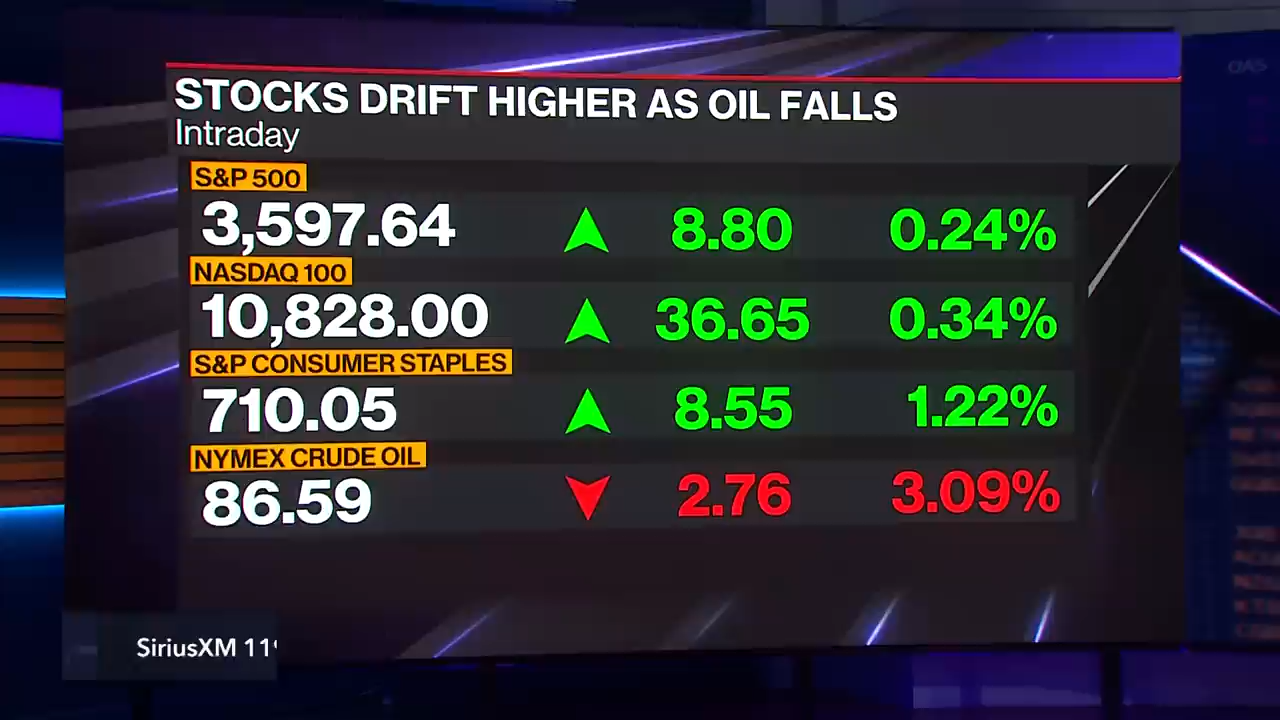 STOCKS DRIFT HIGHER AS OIL FALLS
Intraday
S&P 500
3,597.64 8.80 0.24%
NASDAQ 100
10,828.00 36.65 0.34%
S&P CONSUMER STAPLES
710.05 8.55 1.22%
NYMEX CRUDE OIL
86.59 2.76 3.09%
SiriusXM